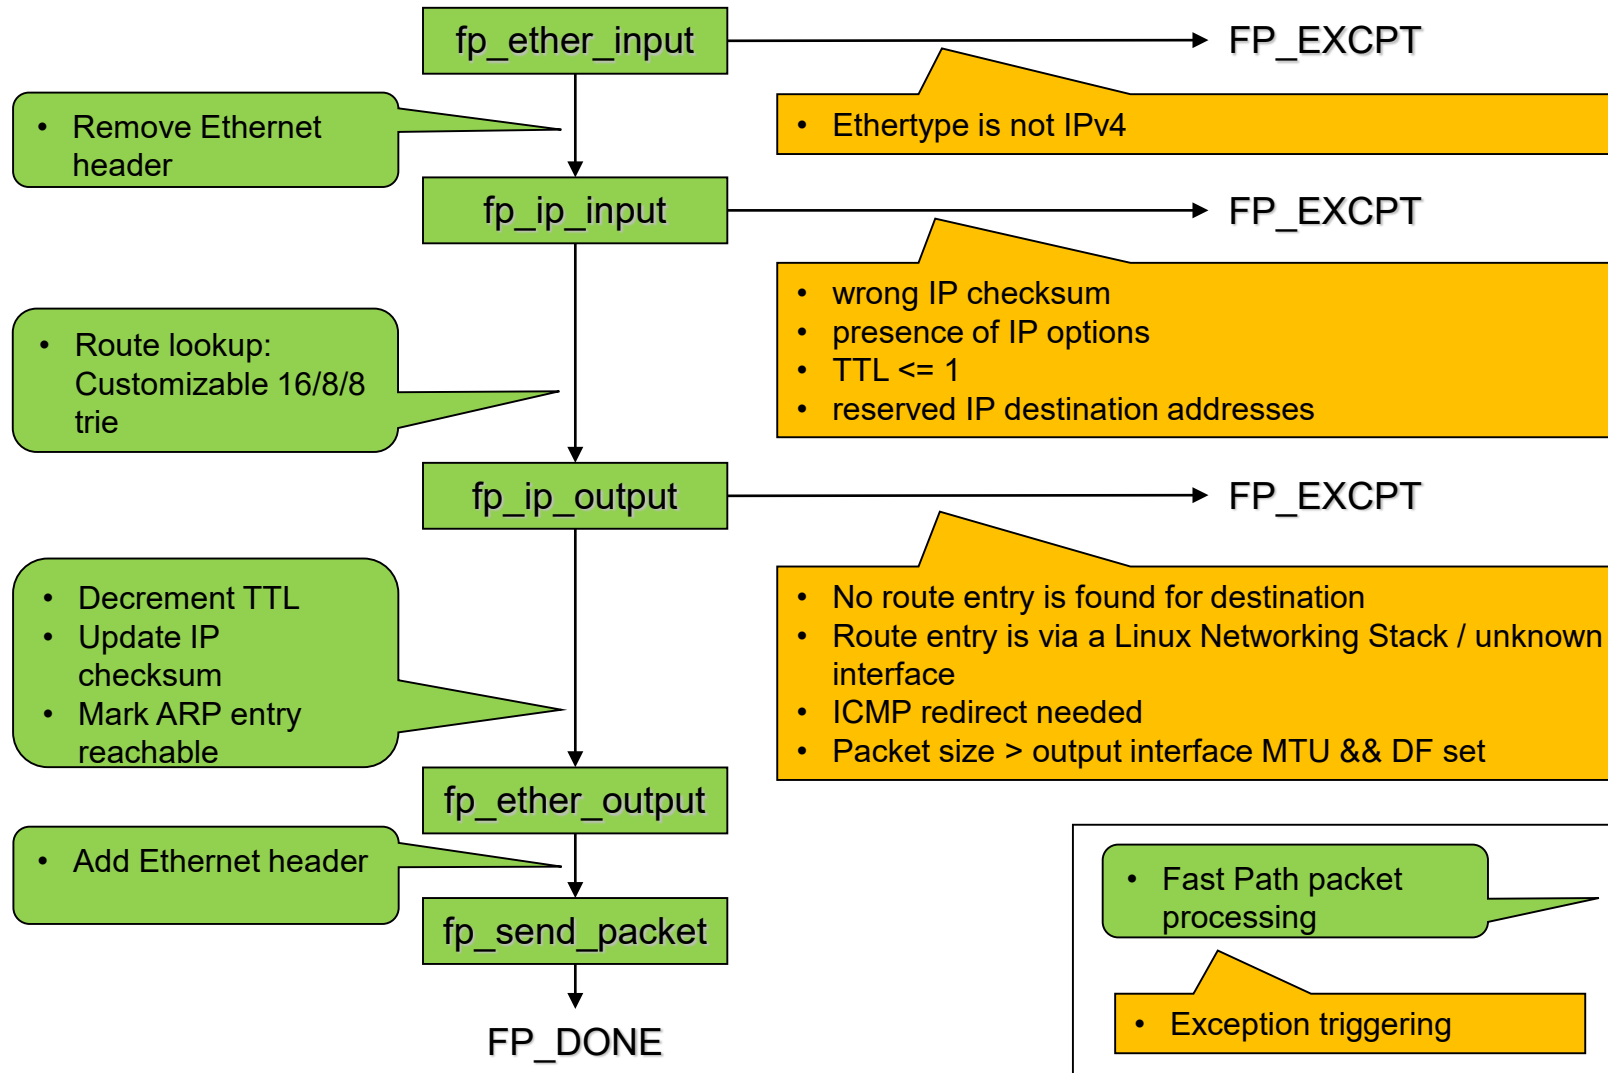 fp_ether_input
FP_EXCPT
• Ethertype is not IPv4
• Remove Ethernet
header
fp_ip_input
FP_EXCPT
• wrong IP checksum
• presence of IP options
• TTL <= 1
• reserved IP destination addresses
• Route lookup:
Customizable 16/8/8
trie
fp_ip_output
FP_EXCPT
• No route entry is found for destination
• Route entry is via a Linux Networking Stack / unknown
interface
• ICMP redirect needed
• Packet size > output interface MTU && DF set
• Decrement TTL
• Update IP
checksum
• Mark ARP entry
reachable
fp_ether_output
• Add Ethernet header
fp_send_packet
FP_DONE
• Fast Path packet
processing
• Exception triggering